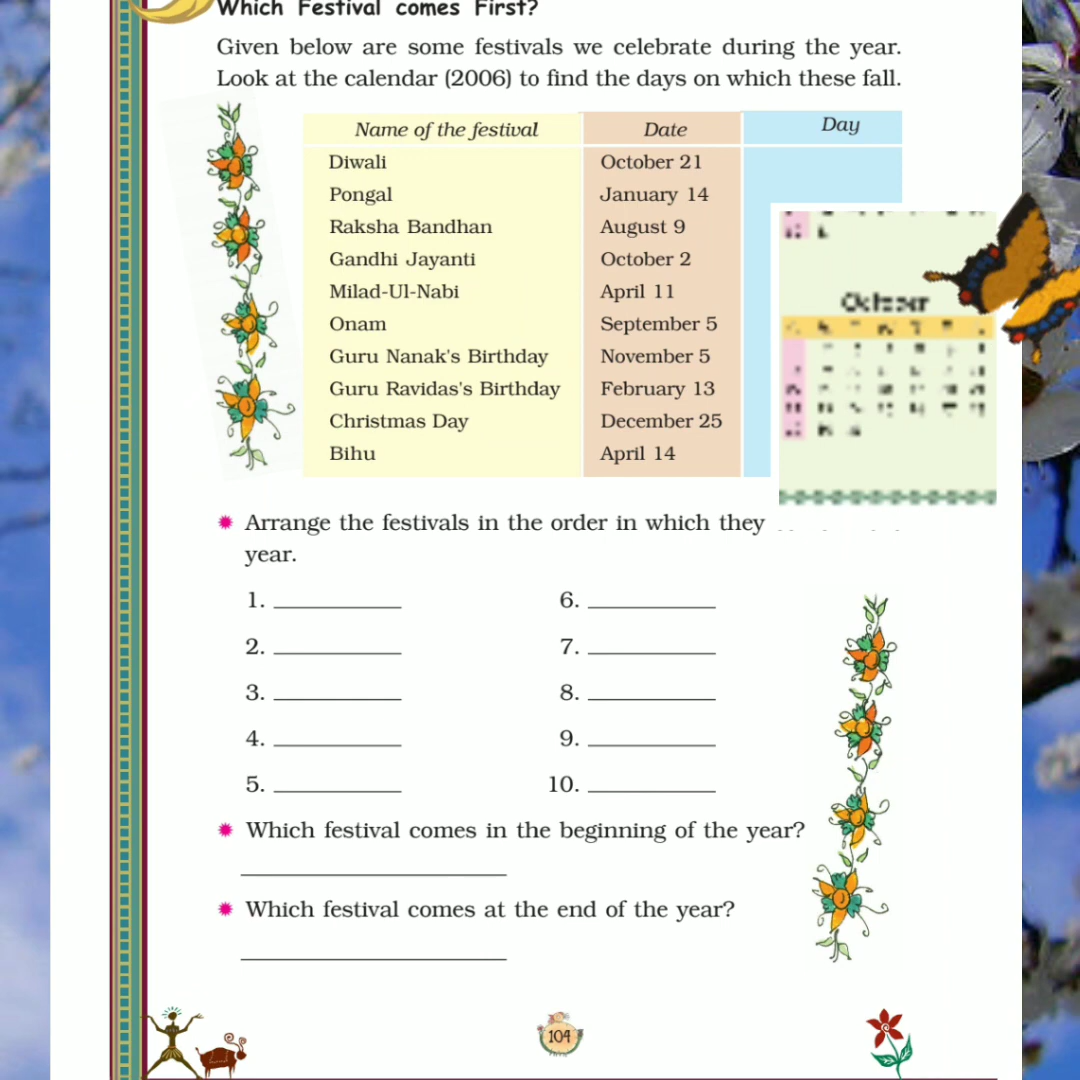 Which Festival comes First?
Given below are some festivals we celebrate during the year.
Look at the calendar (2006) to find the days on which these fall.
Name of the festival Date Day
Diwali October 21
Pongal January 14
Raksha Bandhan August 9
Gandhi Jayanti October 2
Milad-Ul-Nabi April 11
Onam September 5
Guru Nanak's Birthday November 5
Guru Ravidas's Birthday February 13
Christmas Day December 25
Bihu April 14
October
Arrange the festivals in the order in which they
year.
1. 6.
2. 7.
3. 8.
4. 9.
5. 10.
Which festival comes in the beginning of the year?
Which festival comes at the end of the year?
104